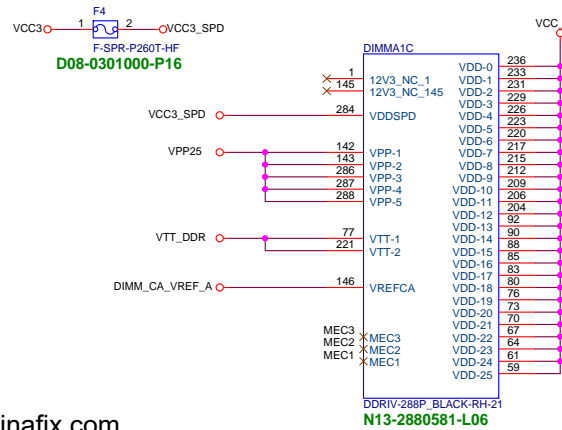 F4
VCC3 1 2 VCC3_SPD
F-SPR-P260T-HF
D08-0301000-P16
VCC_
DIMMA1C
1 12V3_NC_1
145 12V3_NC_145
VCC3_SPD 284 VDDSPD
VPP25 142 VPP-1
143 VPP-2
286 VPP-3
287 VPP-4
288 VPP-5
VTT_DDR 77 VTT-1
221 VTT-2
DIMM_CA_VREF_A 146 VREFCA
MEC3 MEC3
MEC2 MEC2
MEC1 MEC1
VDD-0 236
VDD-1 233
VDD-2 231
VDD-3 229
VDD-4 226
VDD-5 223
VDD-6 220
VDD-7 217
VDD-8 215
VDD-9 212
VDD-10 209
VDD-11 206
VDD-12 204
VDD-13 92
VDD-14 90
VDD-15 88
VDD-16 85
VDD-17 83
VDD-18 80
VDD-19 76
VDD-20 73
VDD-21 70
VDD-22 67
VDD-23 64
VDD-24 61
VDD-25 59
DDRIV-288P_BLACK-RH-21
N13-2880581-L06
inafix.com